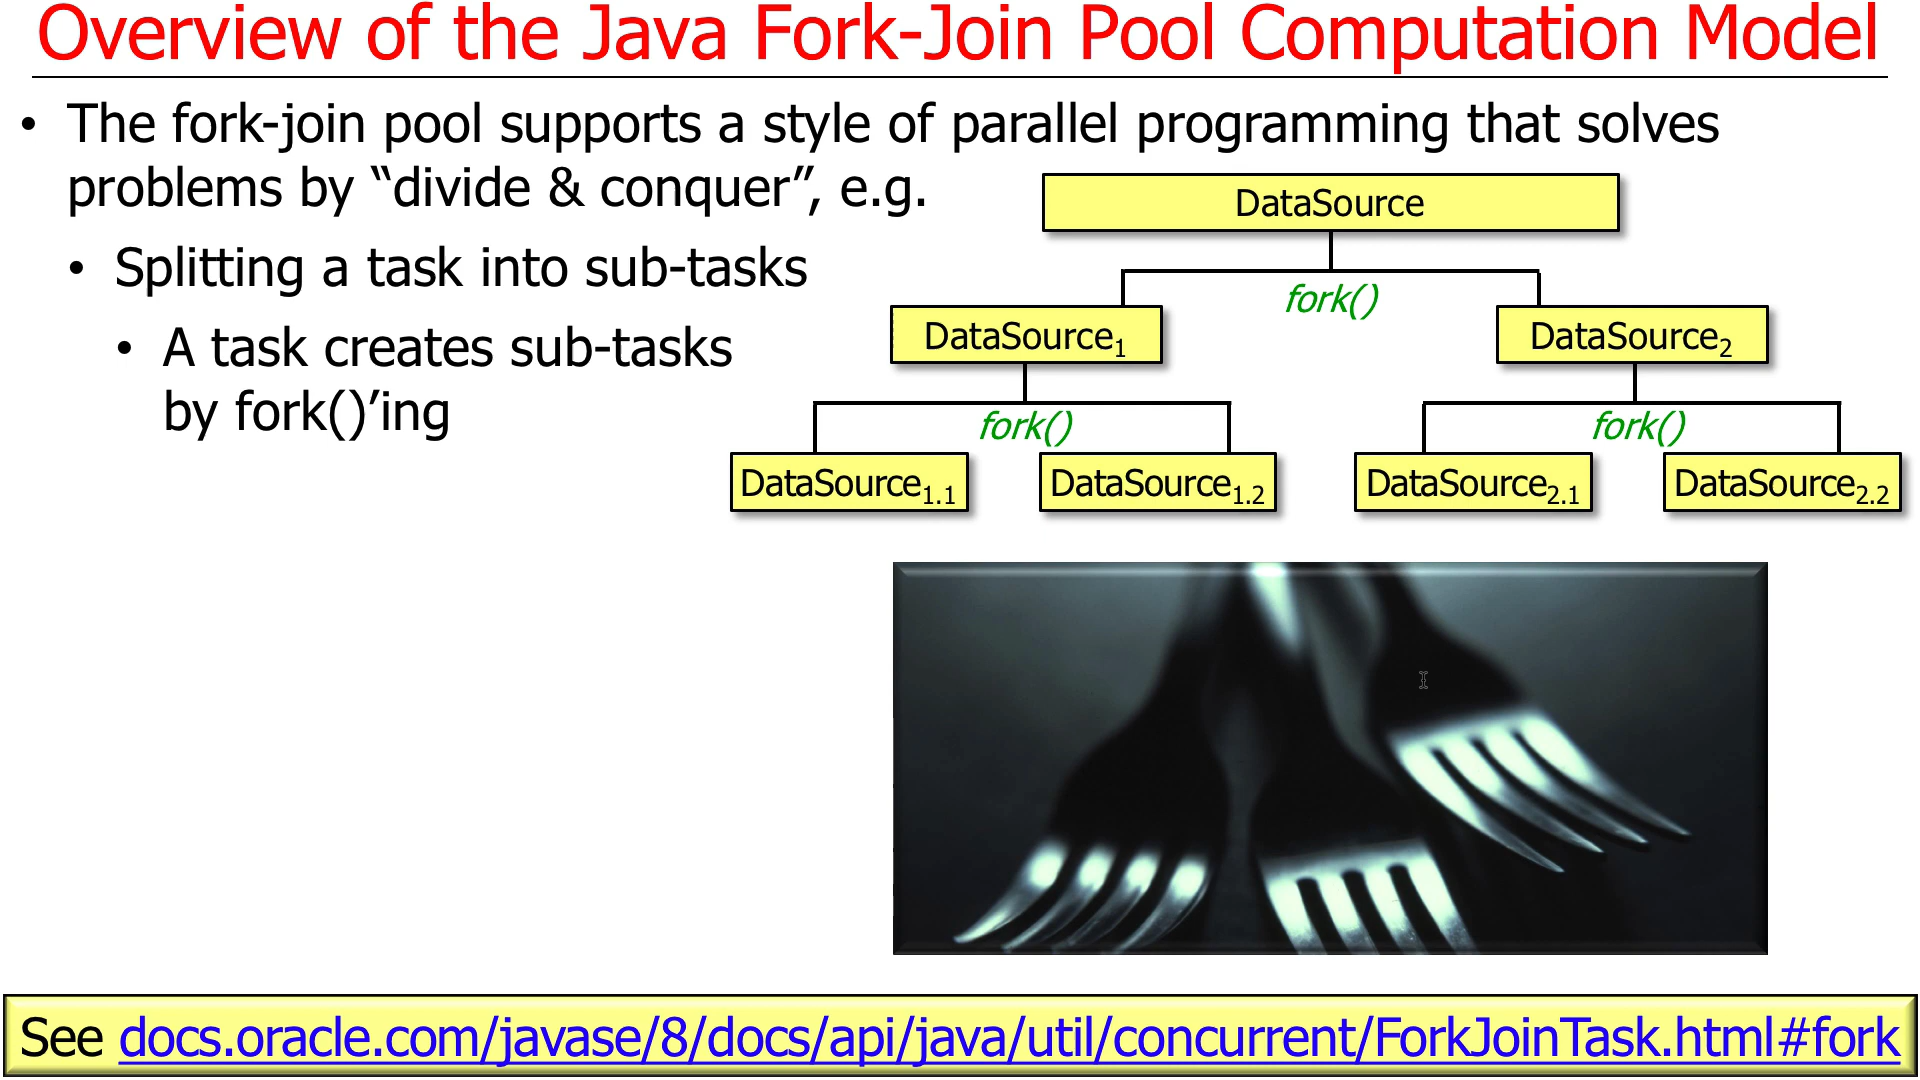 Overview of the Java Fork-Join Pool Computation Model
• The fork-join pool supports a style of parallel programming that solves
problems by “divide & conquer”, e.g.
• Splitting a task into sub-tasks
• A task creates sub-tasks
by fork()’ing
DataSource
fork()
DataSource1
DataSource2
fork()
fork()
DataSource1.1
DataSource1.2
DataSource2.1
DataSource2.2
See docs.oracle.com/javase/8/docs/api/java/util/concurrent/ForkJoinTask.html#fork